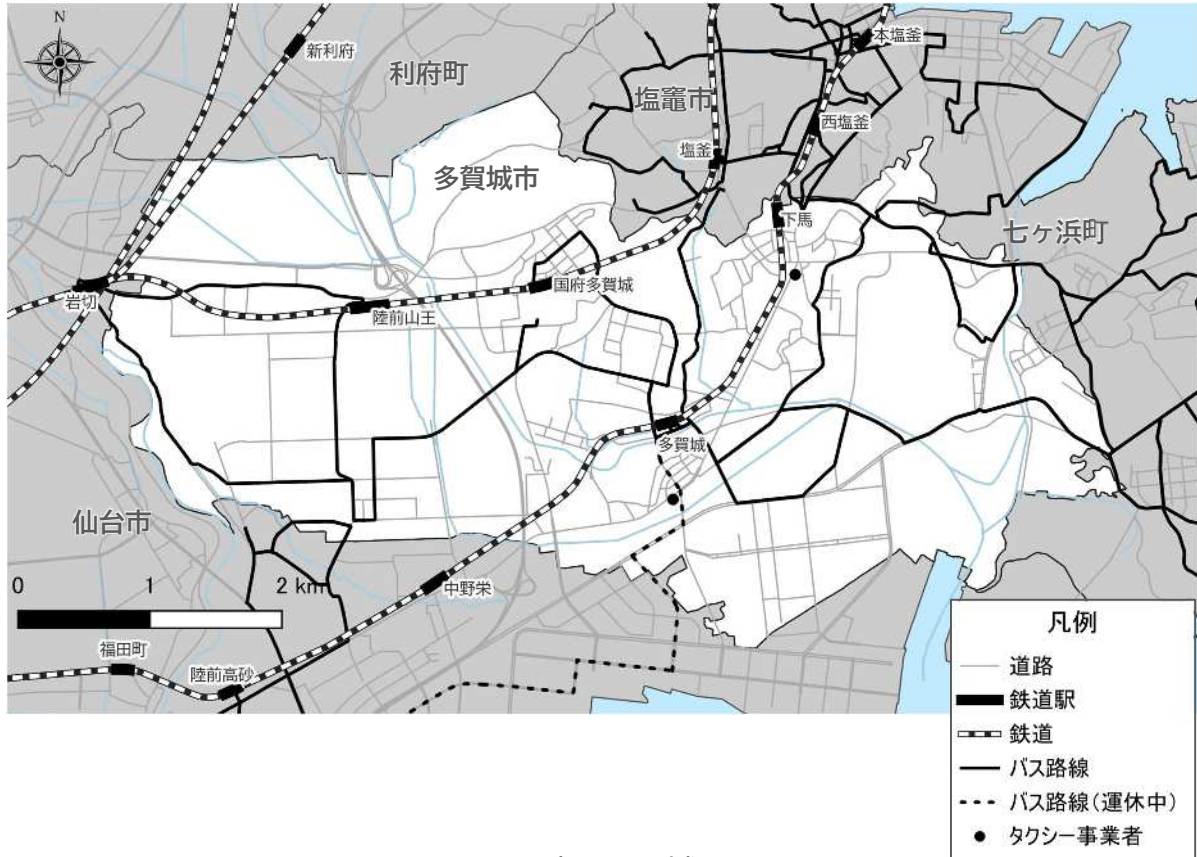 N
新利府
利府町
本塩釜
塩竈市
西塩釜
塩釜
多賀城市
下馬
七ヶ浜町
国府多賀城
岩切
陸前山王
多賀城
仙台市
中野栄
0 1 2 km
福田町
陸前高砂
凡例
道路
鉄道駅
鉄道
バス路線
バス路線(運休中)
タクシー事業者